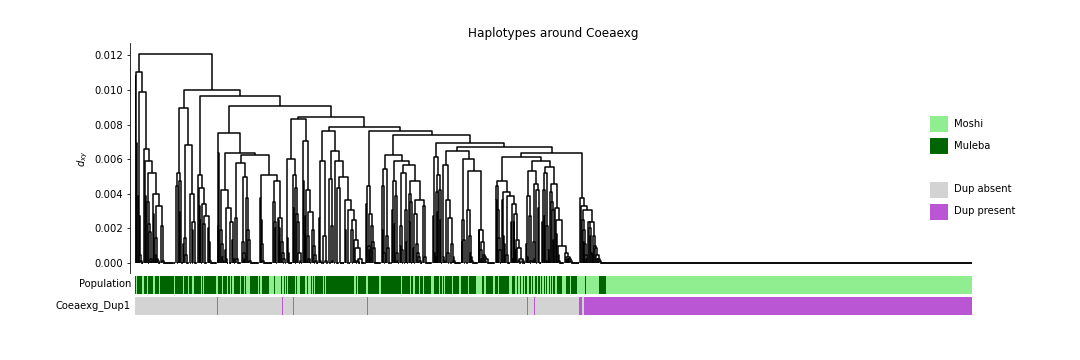 Haplotypes around Coeaexg
0.012
0.010
0.008
0.006
0.004
0.002
0.000
dxy
Moshi
Muleba
Dup absent
Dup present
Population
Coeaexg_Dup1